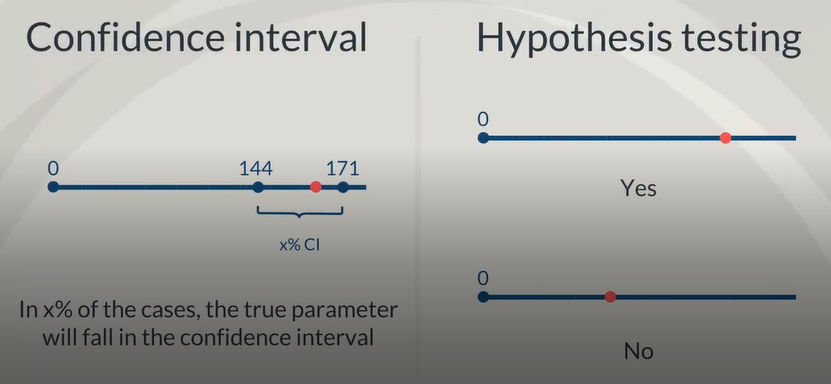 Confidence interval
0 144 171
x% CI
In x% of the cases, the true parameter
will fall in the confidence interval
Hypothesis testing
0
Yes
0
No